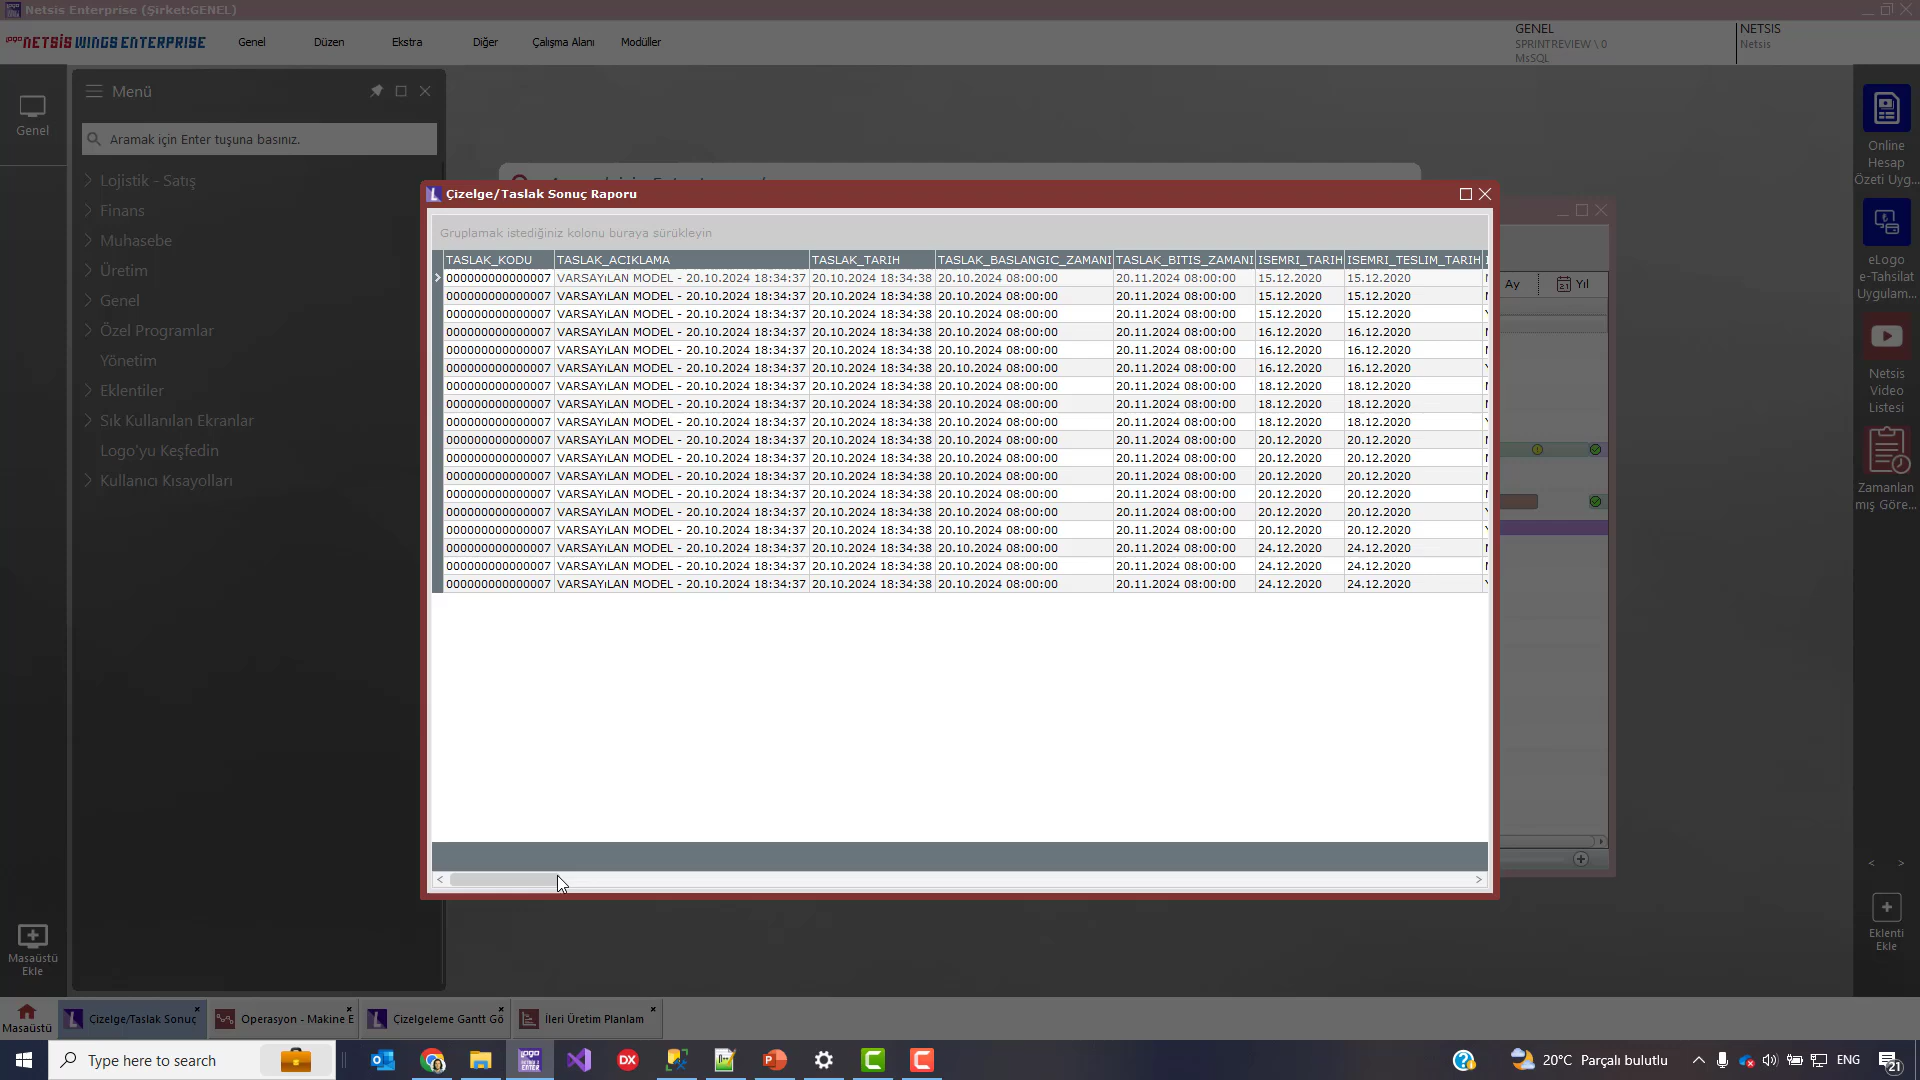 Netsis Enterprise (Şirket:GENEL)
logo NETSİS WINGS ENTERPRISE
Genel
Düzen
Ekstra
Diğer
Çalışma Alanı
Modüller
GENEL
SPRINTREVIEW \ 0
MsSQL
NETSIS
Netsis
Genel
Menü
Aramak için Enter tuşuna basınız.
Lojistik - Satış
Finans
Muhasebe
Üretim
Genel
Özel Programlar
Yönetim
Eklentiler
Sık Kullanılan Ekranlar
Logo'yu Keşfedin
Kullanıcı Kısayolları
Masaüstü
Ekle
Çizelge/Taslak Sonuç Raporu
Gruplamak istediğiniz kolonu buraya sürükleyin
TASLAK_KODU TASLAK_ACIKLAMA TASLAK_TARIH TASLAK_BASLANGIC_ZAMANI TASLAK_BITIS_ZAMANI ISEMRI_TARIH ISEMRI_TESLIM_TARIH
000000000000007 VARSAYıLAN MODEL - 20.10.2024 18:34:37 20.10.2024 18:34:38 20.10.2024 08:00:00 20.11.2024 08:00:00 15.12.2020 15.12.2020
000000000000007 VARSAYıLAN MODEL - 20.10.2024 18:34:37 20.10.2024 18:34:38 20.10.2024 08:00:00 20.11.2024 08:00:00 15.12.2020 15.12.2020
000000000000007 VARSAYıLAN MODEL - 20.10.2024 18:34:37 20.10.2024 18:34:38 20.10.2024 08:00:00 20.11.2024 08:00:00 15.12.2020 15.12.2020
000000000000007 VARSAYıLAN MODEL - 20.10.2024 18:34:37 20.10.2024 18:34:38 20.10.2024 08:00:00 20.11.2024 08:00:00 16.12.2020 16.12.2020
000000000000007 VARSAYıLAN MODEL - 20.10.2024 18:34:37 20.10.2024 18:34:38 20.10.2024 08:00:00 20.11.2024 08:00:00 16.12.2020 16.12.2020
000000000000007 VARSAYıLAN MODEL - 20.10.2024 18:34:37 20.10.2024 18:34:38 20.10.2024 08:00:00 20.11.2024 08:00:00 16.12.2020 16.12.2020
000000000000007 VARSAYıLAN MODEL - 20.10.2024 18:34:37 20.10.2024 18:34:38 20.10.2024 08:00:00 20.11.2024 08:00:00 18.12.2020 18.12.2020
000000000000007 VARSAYıLAN MODEL - 20.10.2024 18:34:37 20.10.2024 18:34:38 20.10.2024 08:00:00 20.11.2024 08:00:00 18.12.2020 18.12.2020
000000000000007 VARSAYıLAN MODEL - 20.10.2024 18:34:37 20.10.2024 18:34:38 20.10.2024 08:00:00 20.11.2024 08:00:00 18.12.2020 18.12.2020
000000000000007 VARSAYıLAN MODEL - 20.10.2024 18:34:37 20.10.2024 18:34:38 20.10.2024 08:00:00 20.11.2024 08:00:00 20.12.2020 20.12.2020
000000000000007 VARSAYıLAN MODEL - 20.10.2024 18:34:37 20.10.2024 18:34:38 20.10.2024 08:00:00 20.11.2024 08:00:00 20.12.2020 20.12.2020
000000000000007 VARSAYıLAN MODEL - 20.10.2024 18:34:37 20.10.2024 18:34:38 20.10.2024 08:00:00 20.11.2024 08:00:00 20.12.2020 20.12.2020
000000000000007 VARSAYıLAN MODEL - 20.10.2024 18:34:37 20.10.2024 18:34:38 20.10.2024 08:00:00 20.11.2024 08:00:00 20.12.2020 20.12.2020
000000000000007 VARSAYıLAN MODEL - 20.10.2024 18:34:37 20.10.2024 18:34:38 20.10.2024 08:00:00 20.11.2024 08:00:00 20.12.2020 20.12.2020
000000000000007 VARSAYıLAN MODEL - 20.10.2024 18:34:37 20.10.2024 18:34:38 20.10.2024 08:00:00 20.11.2024 08:00:00 20.12.2020 20.12.2020
000000000000007 VARSAYıLAN MODEL - 20.10.2024 18:34:37 20.10.2024 18:34:38 20.10.2024 08:00:00 20.11.2024 08:00:00 24.12.2020 24.12.2020
000000000000007 VARSAYıLAN MODEL - 20.10.2024 18:34:37 20.10.2024 18:34:38 20.10.2024 08:00:00 20.11.2024 08:00:00 24.12.2020 24.12.2020
000000000000007 VARSAYıLAN MODEL - 20.10.2024 18:34:37 20.10.2024 18:34:38 20.10.2024 08:00:00 20.11.2024 08:00:00 24.12.2020 24.12.2020
Ay
Yıl
Online
Hesap
Özeti Uyg...
eLogo
e-Tahsilat
Uygulam...
Netsis
Video
Listesi
Zamanlan
mış Göre...
Eklenti
Ekle
Masaüstü
Çizelge/Taslak Sonuç
Operasyon - Makine E
Çizelgeleme Gantt Gö
İleri Üretim Planlam
Type here to search
20°C Parçalı bulutlu
ENG
21